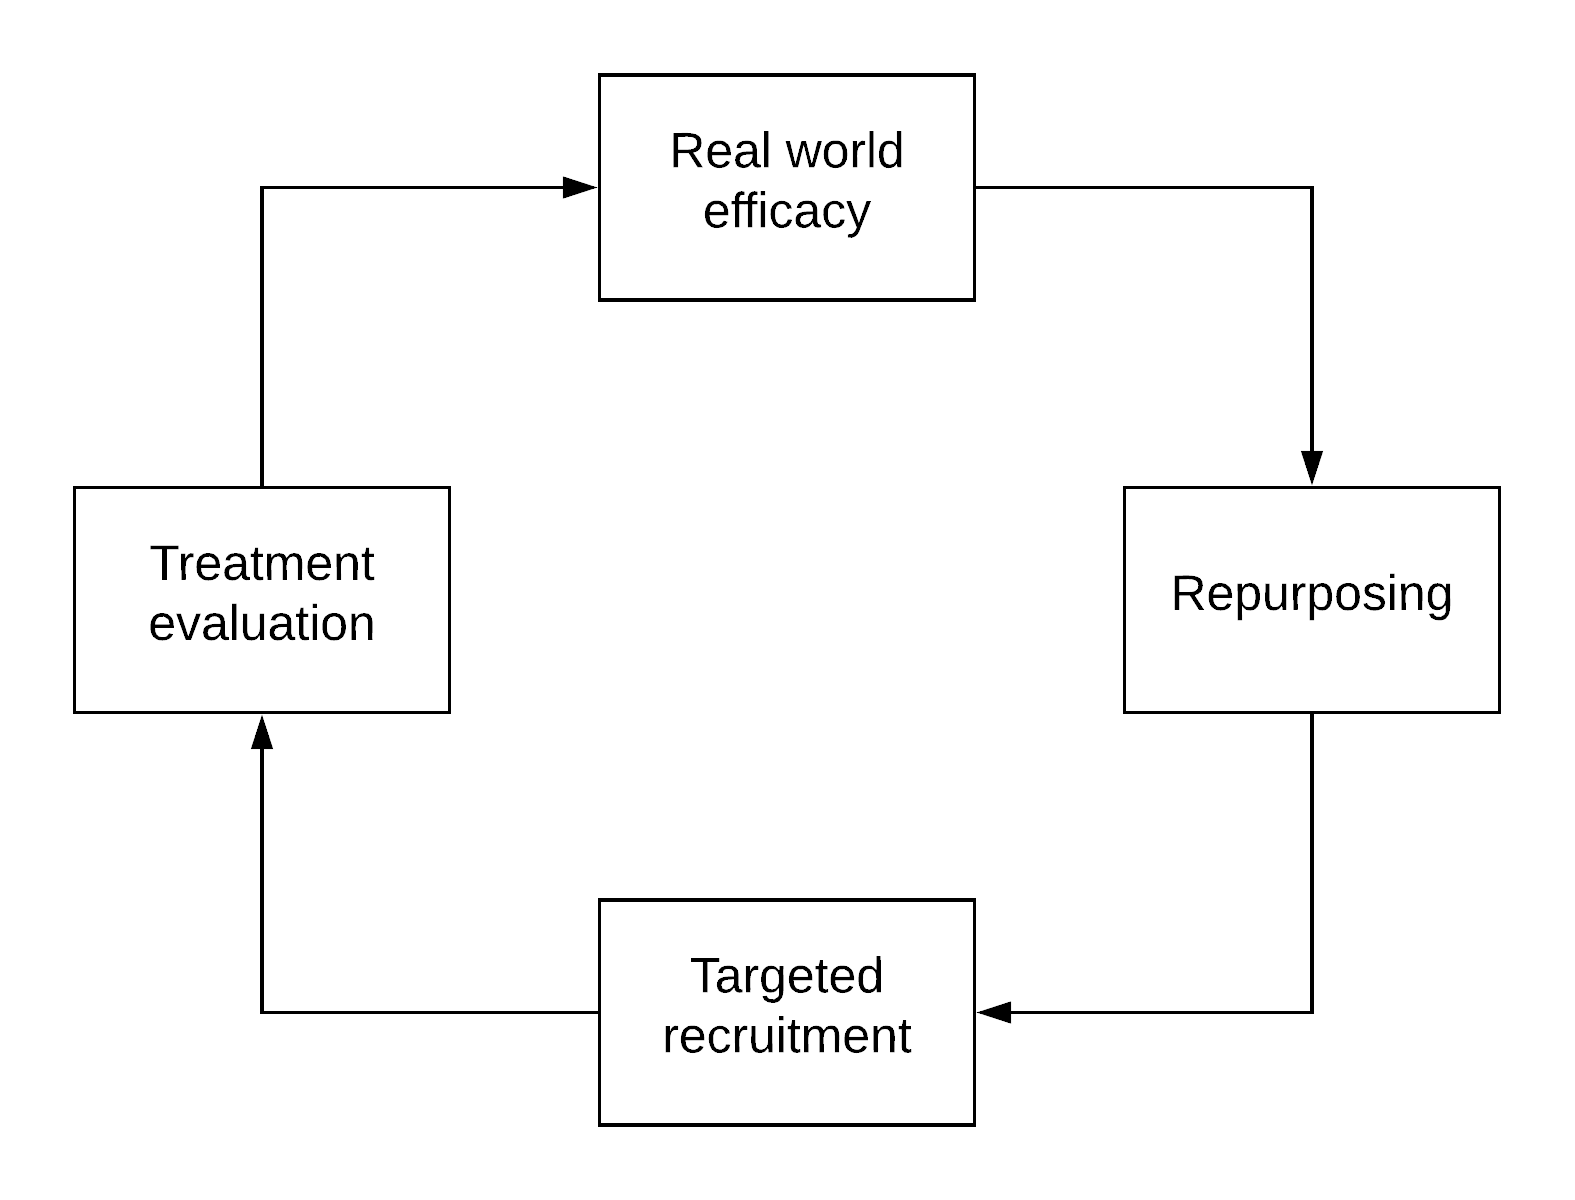 Real world
efficacy
Treatment
evaluation
Repurposing
Targeted
recruitment